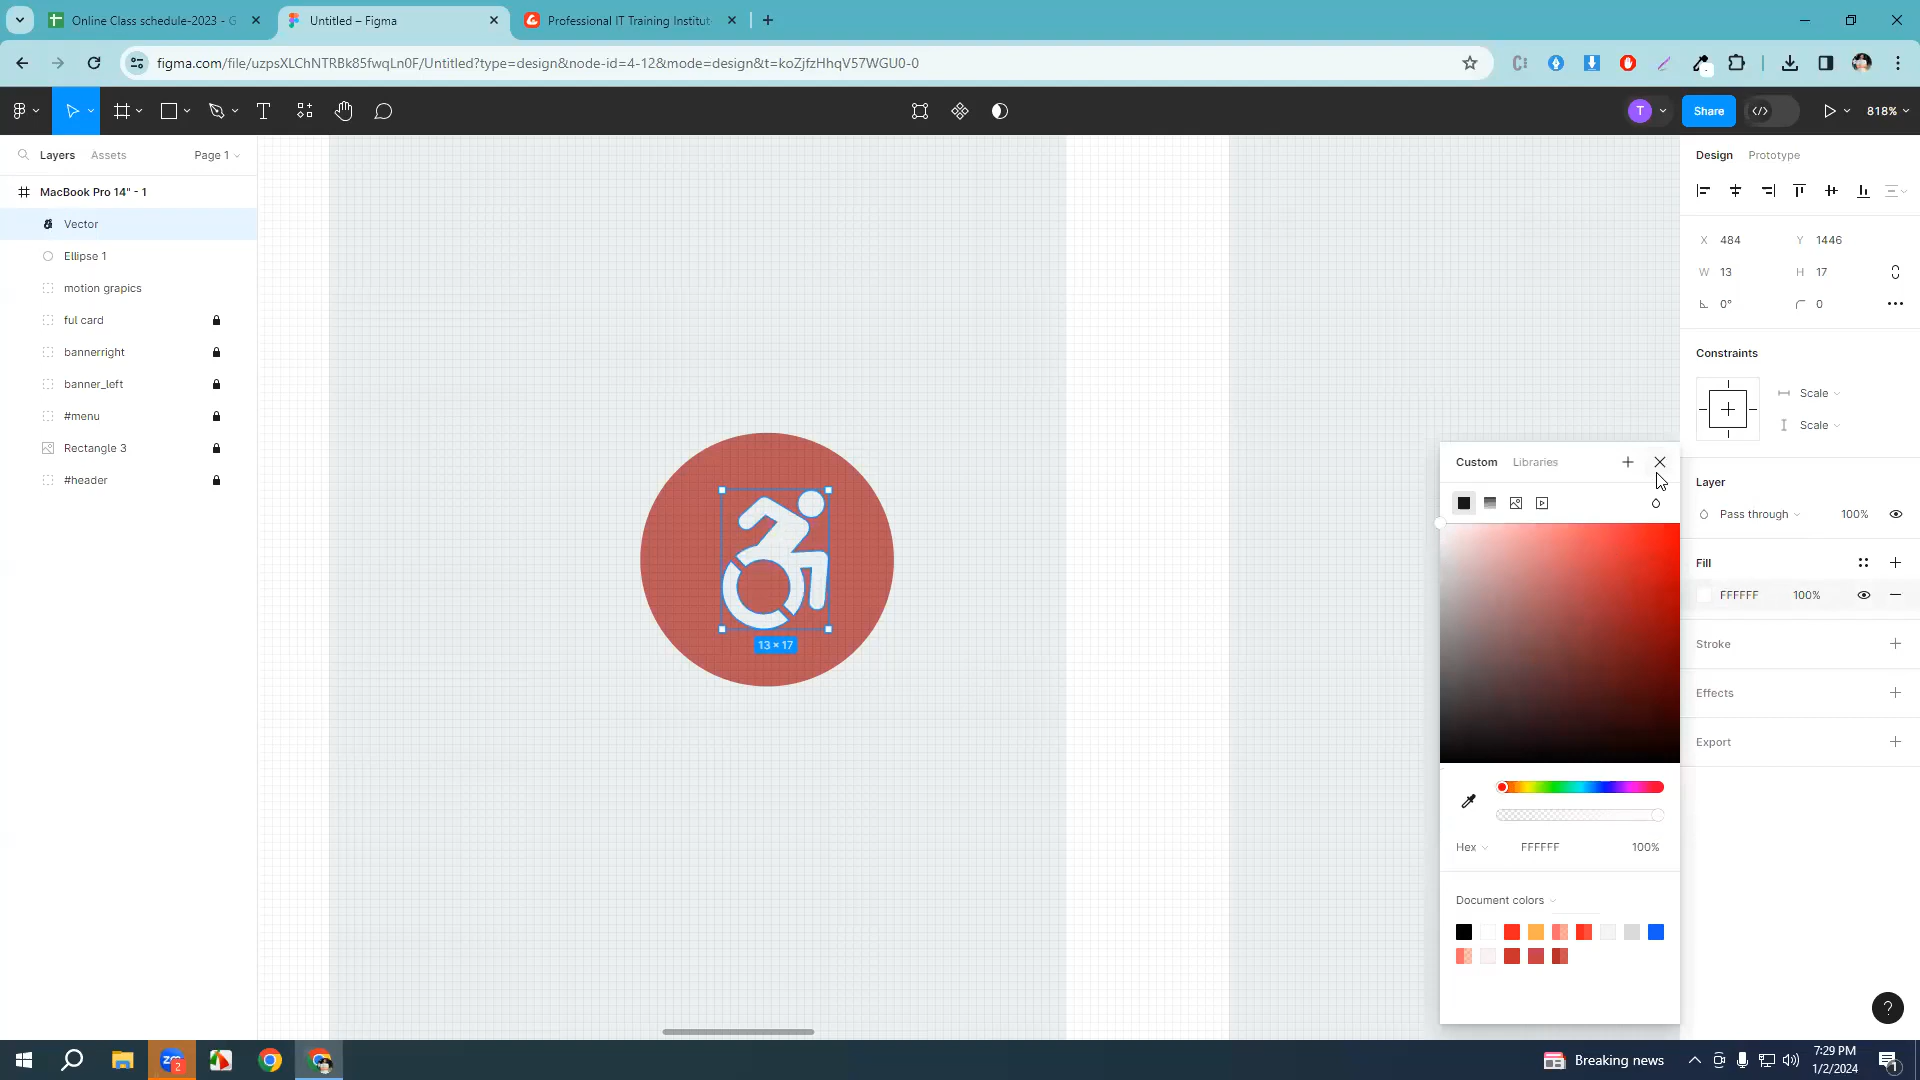 Online Class schedule-2023 - G
Untitled – Figma
Professional IT Training Institut
figma.com/file/uzpsXLChNTRBk85fwqLn0F/Untitled?type=design&node-id=4-12&mode=design&t=koZjfzHhqV57WGU0-0
T
Share
818%
Layers
Assets
Page 1
Design
Prototype
MacBook Pro 14" - 1
Vector
Ellipse 1
motion grapics
ful card
bannerright
banner_left
#menu
Rectangle 3
#header
13 × 17
X 484
Y 1446
W 13
H 17
0°
0
Constraints
Scale
Scale
Custom
Libraries
Layer
Pass through
100%
Fill
FFFFFF
100%
Stroke
Effects
Export
Hex
FFFFFF
100%
Document colors
?
zm
2
Breaking news
7:29 PM
1/2/2024
1